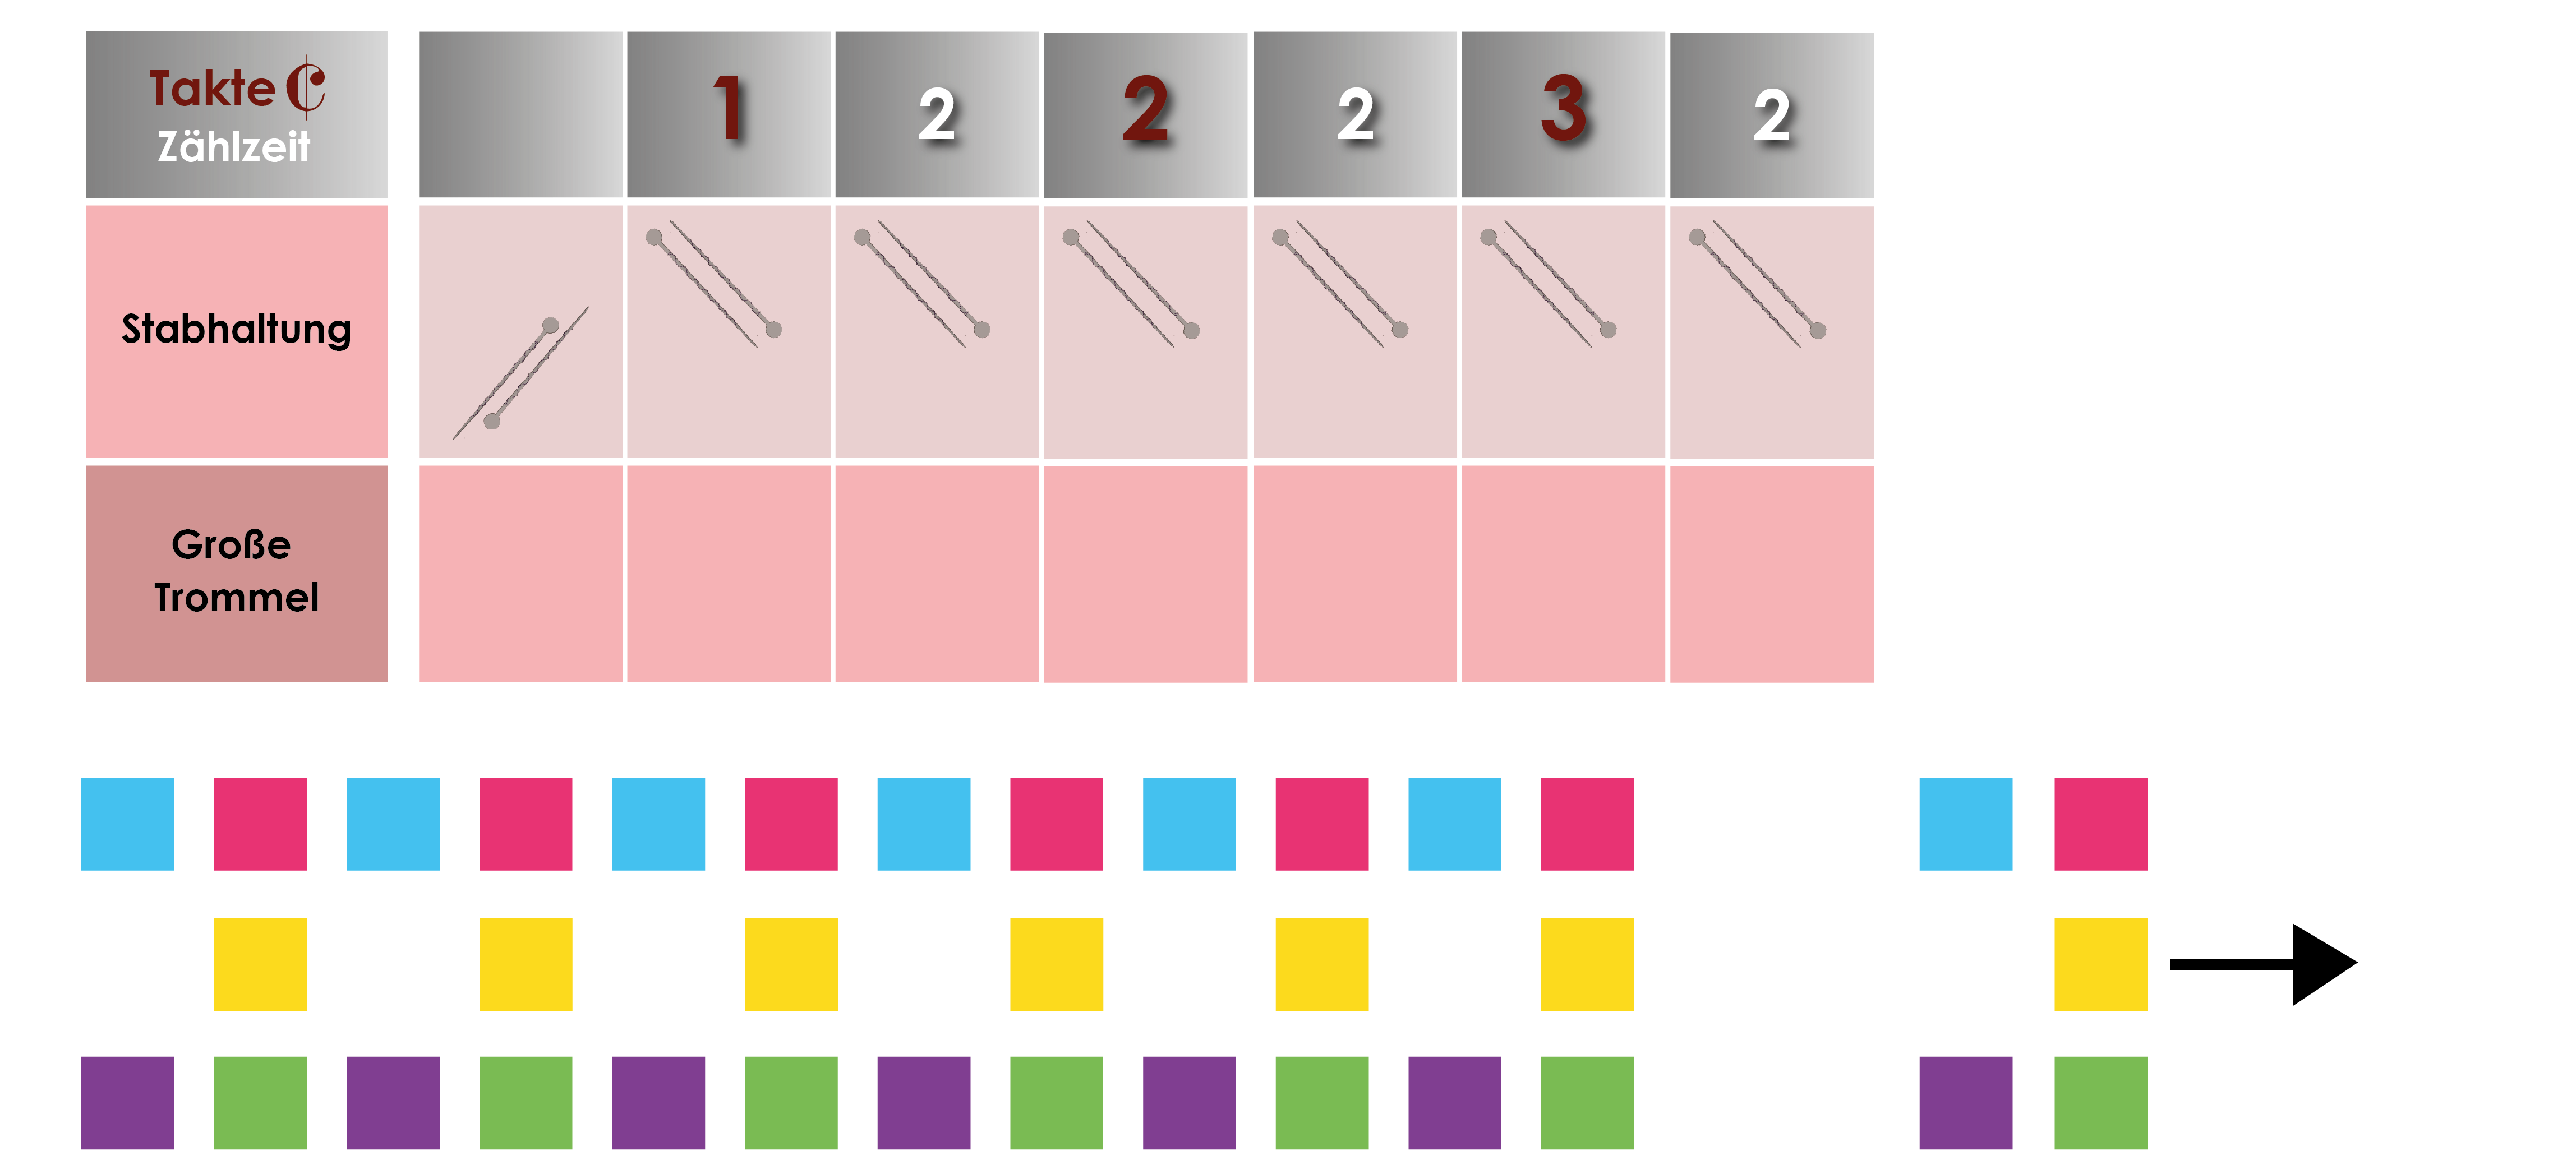 Takte
Zählzeit
1 2 2 2 3 2
Stabhaltung
Große
Trommel